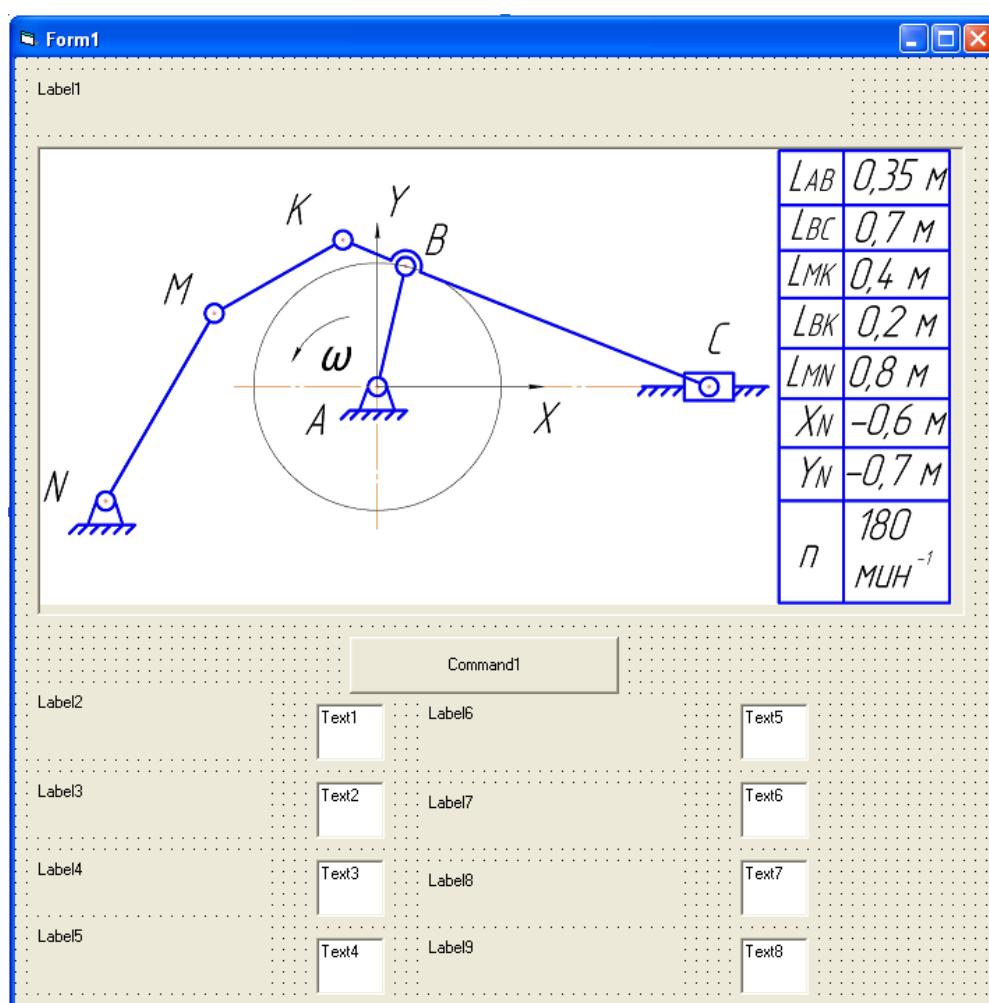 Form1
Label1
K
Y
B
M
C
ω
A
X
N
LAB 0,35 м
LBC 0,7 м
LMK 0,4 м
LBK 0,2 м
LMN 0,8 м
XN -0,6 м
YN -0,7 м
n 180 мин⁻¹
Command1
Label2 Text1 Label6 Text5
Label3 Text2 Label7 Text6
Label4 Text3 Label8 Text7
Label5 Text4 Label9 Text8